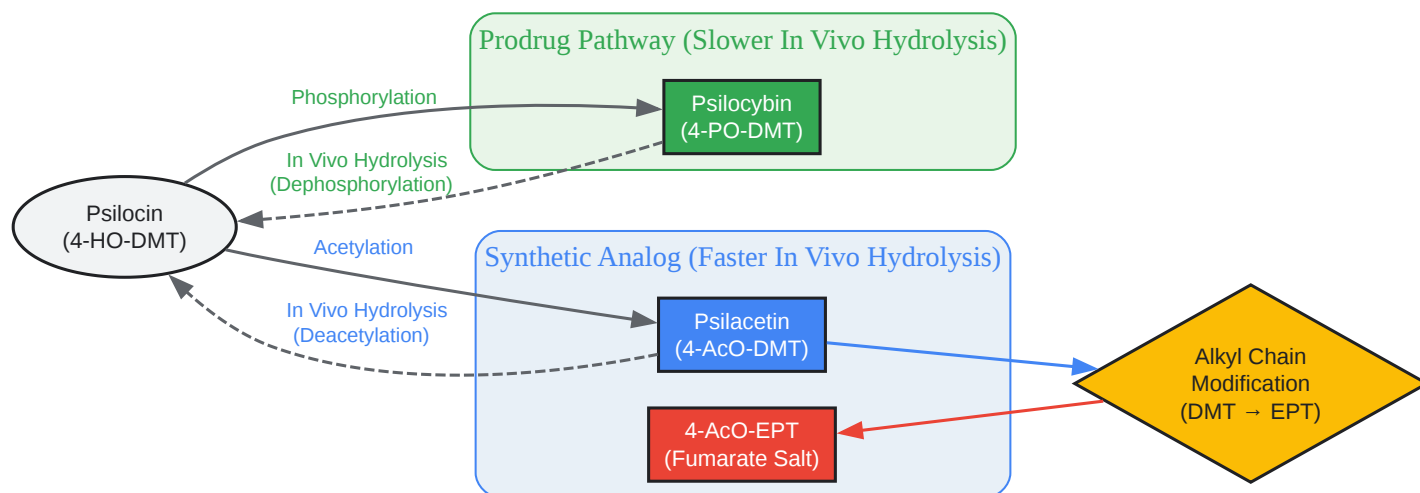 Prodrug Pathway (Slower In Vivo Hydrolysis)
Phosphorylation
Psilocybin
(4-PO-DMT)
In Vivo Hydrolysis
(Dephosphorylation)
Psilocin
(4-HO-DMT)
Acetylation
Synthetic Analog (Faster In Vivo Hydrolysis)
In Vivo Hydrolysis
(Deacetylation)
Psilacetin
(4-AcO-DMT)
Alkyl Chain
Modification
(DMT → EPT)
4-AcO-EPT
(Fumarate Salt)